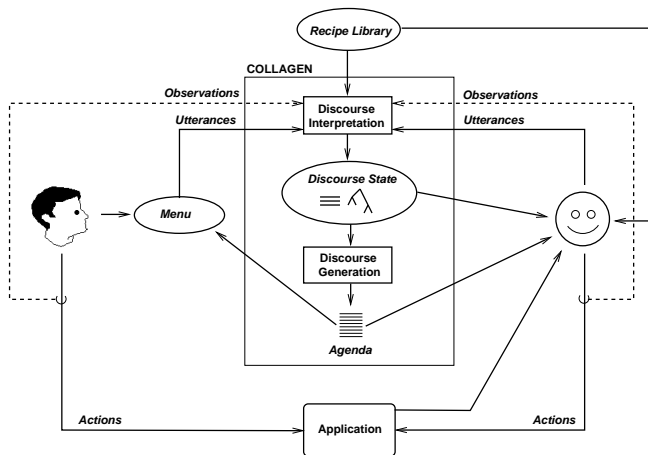 Recipe Library
COLLAGEN
Observations
Observations
Discourse
Interpretation
Utterances
Utterances
Discourse State
Menu
Discourse
Generation
Agenda
Actions
Application
Actions